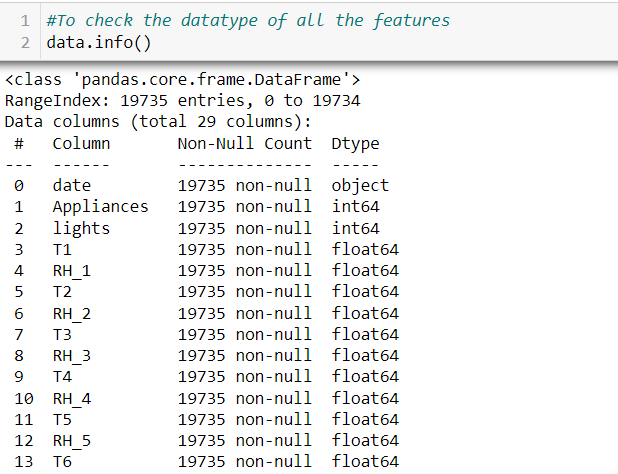 1 #To check the datatype of all the features
2 data.info()
<class 'pandas.core.frame.DataFrame'>
RangeIndex: 19735 entries, 0 to 19734
Data columns (total 29 columns):
 #   Column       Non-Null Count  Dtype
---  ------       --------------  -----
 0   date         19735 non-null  object
 1   Appliances   19735 non-null  int64
 2   lights       19735 non-null  int64
 3   T1           19735 non-null  float64
 4   RH_1         19735 non-null  float64
 5   T2           19735 non-null  float64
 6   RH_2         19735 non-null  float64
 7   T3           19735 non-null  float64
 8   RH_3         19735 non-null  float64
 9   T4           19735 non-null  float64
 10  RH_4         19735 non-null  float64
 11  T5           19735 non-null  float64
 12  RH_5         19735 non-null  float64
 13  T6           19735 non-null  float64